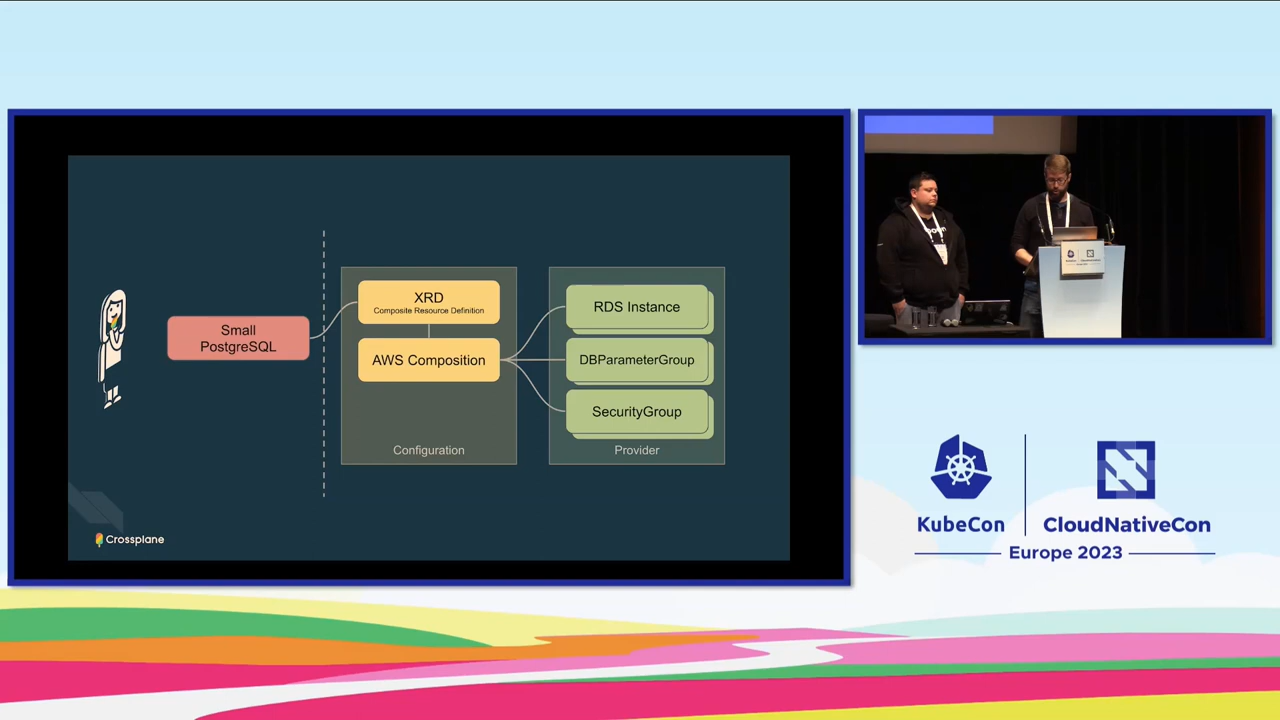 Small
PostgreSQL
XRD
Composite Resource Definition
AWS Composition
Configuration
RDS Instance
DBParameterGroup
SecurityGroup
Provider
Crossplane
KubeCon
CloudNativeCon
Europe 2023